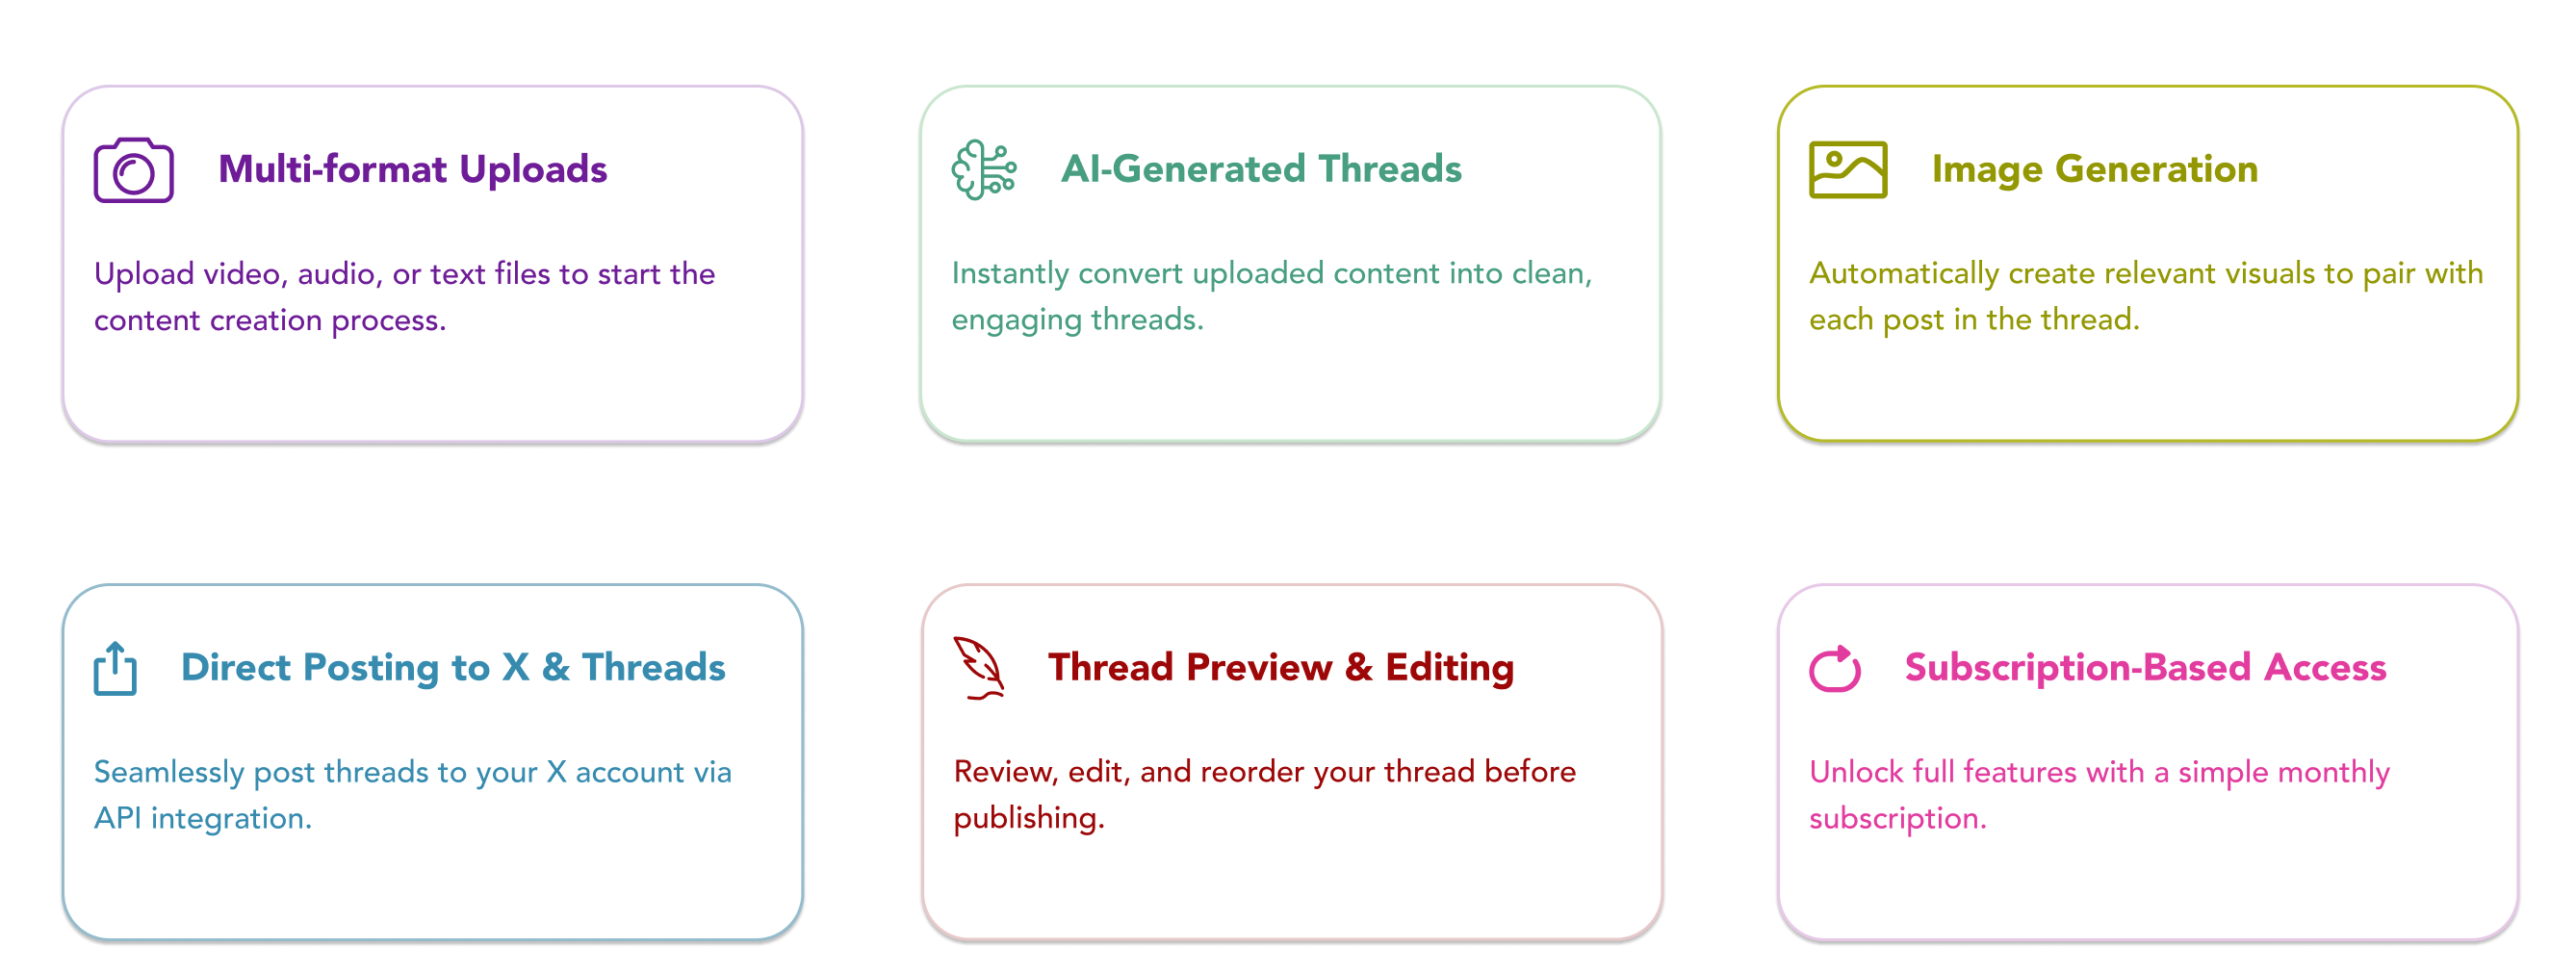 Multi-format Uploads
Upload video, audio, or text files to start the
content creation process.
AI-Generated Threads
Instantly convert uploaded content into clean,
engaging threads.
Image Generation
Automatically create relevant visuals to pair with
each post in the thread.
Direct Posting to X & Threads
Seamlessly post threads to your X account via
API integration.
Thread Preview & Editing
Review, edit, and reorder your thread before
publishing.
Subscription-Based Access
Unlock full features with a simple monthly
subscription.